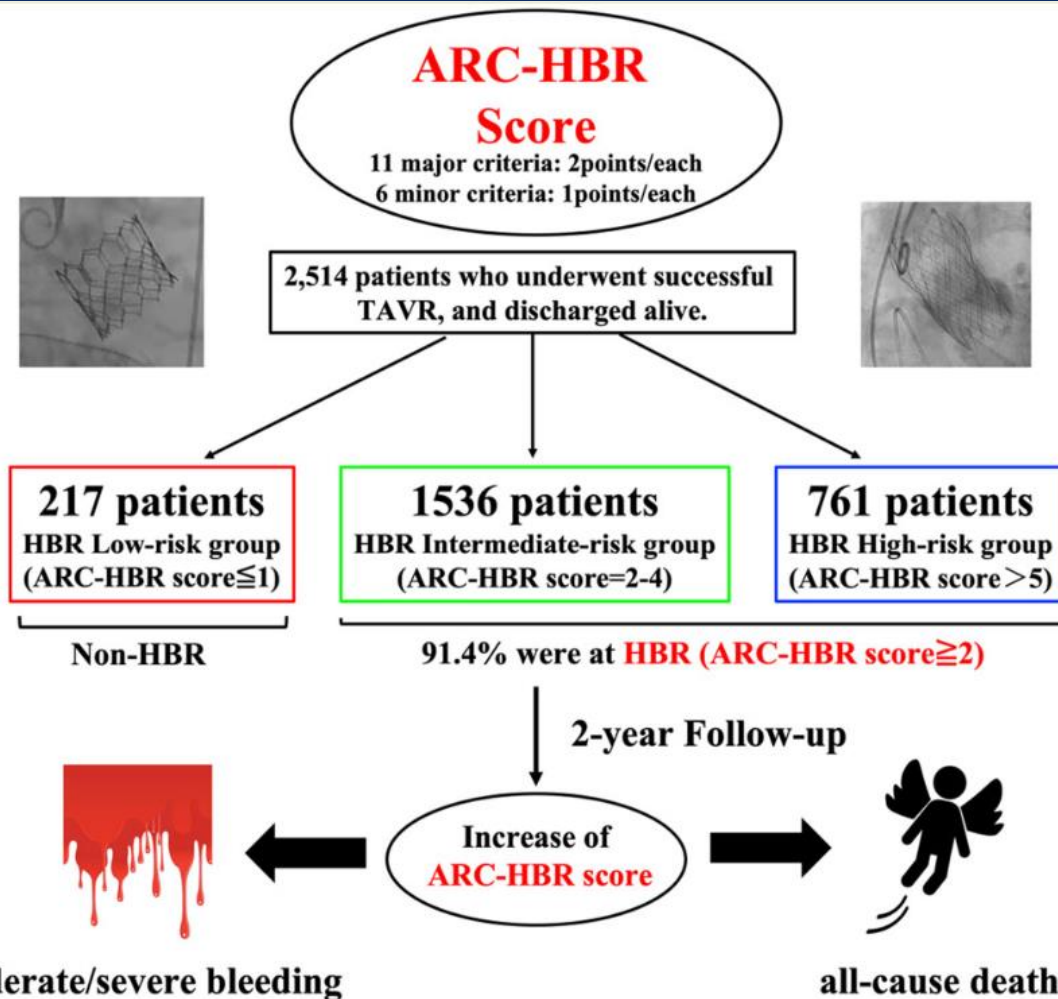 ARC-HBR
Score
11 major criteria: 2points/each
6 minor criteria: 1points/each
2,514 patients who underwent successful
TAVR, and discharged alive.
217 patients
HBR Low-risk group
(ARC-HBR score≦1)
1536 patients
HBR Intermediate-risk group
(ARC-HBR score=2-4)
761 patients
HBR High-risk group
(ARC-HBR score＞5)
Non-HBR
91.4% were at HBR (ARC-HBR score≧2)
2-year Follow-up
Increase of
ARC-HBR score
lerate/severe bleeding
all-cause death